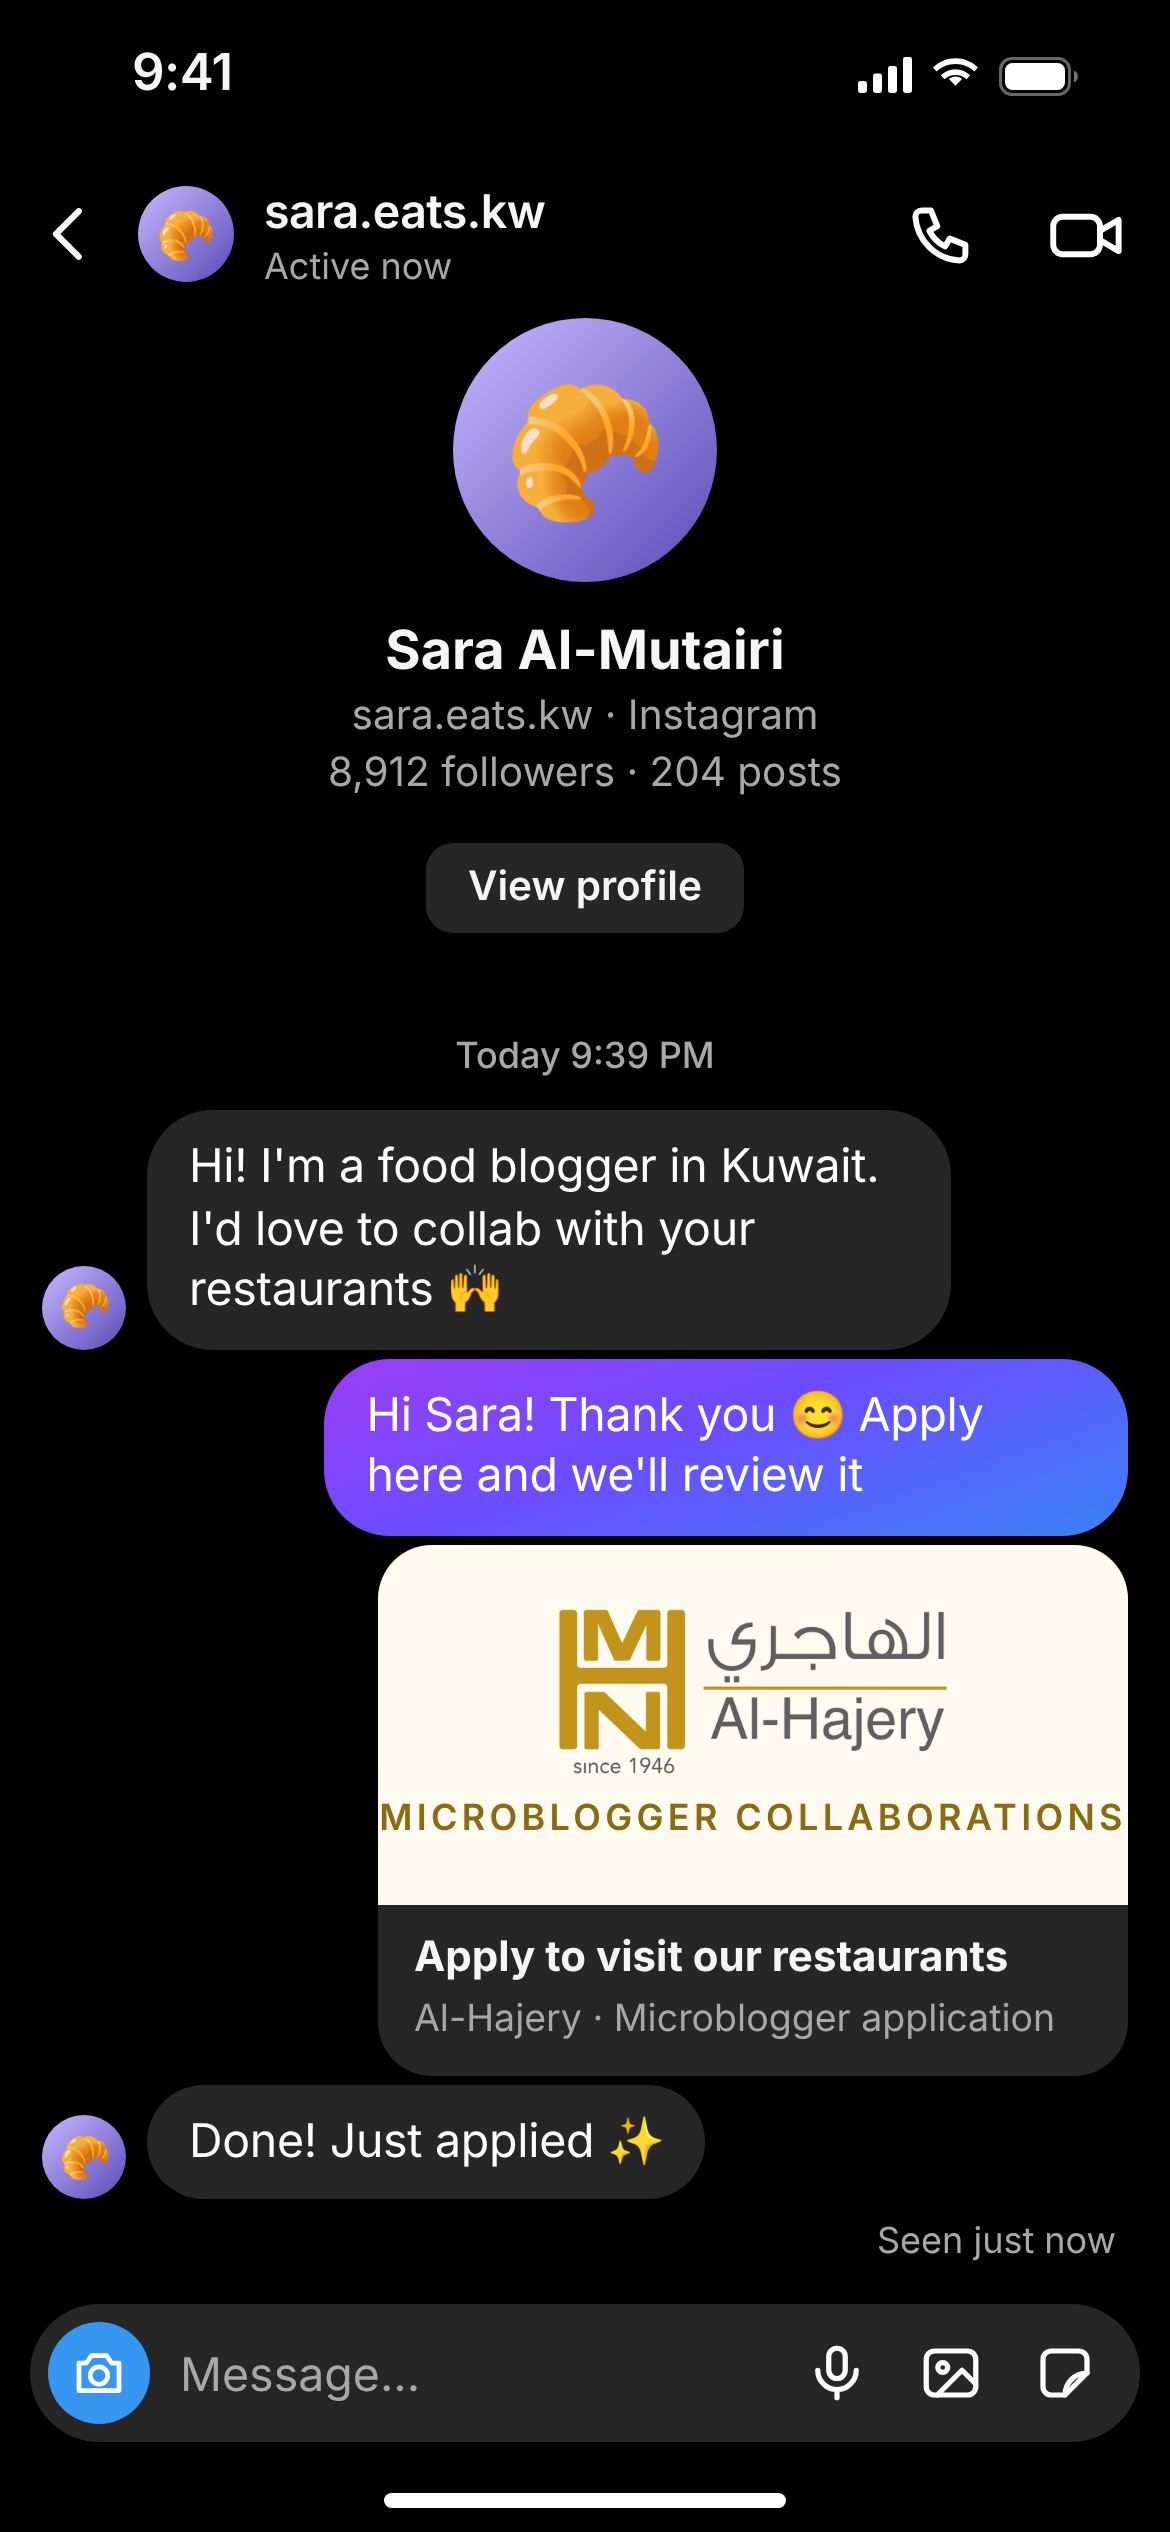 9:41
sara.eats.kw
Active now
Sara Al-Mutairi
sara.eats.kw · Instagram
8,912 followers · 204 posts
View profile
Today 9:39 PM
Hi! I'm a food blogger in Kuwait.
I'd love to collab with your
restaurants 🙌
Hi Sara! Thank you 😊 Apply
here and we'll review it
الهاجري
Al-Hajery
since 1946
MICROBLOGGER COLLABORATIONS
Apply to visit our restaurants
Al-Hajery · Microblogger application
Done! Just applied ✨
Seen just now
Message...